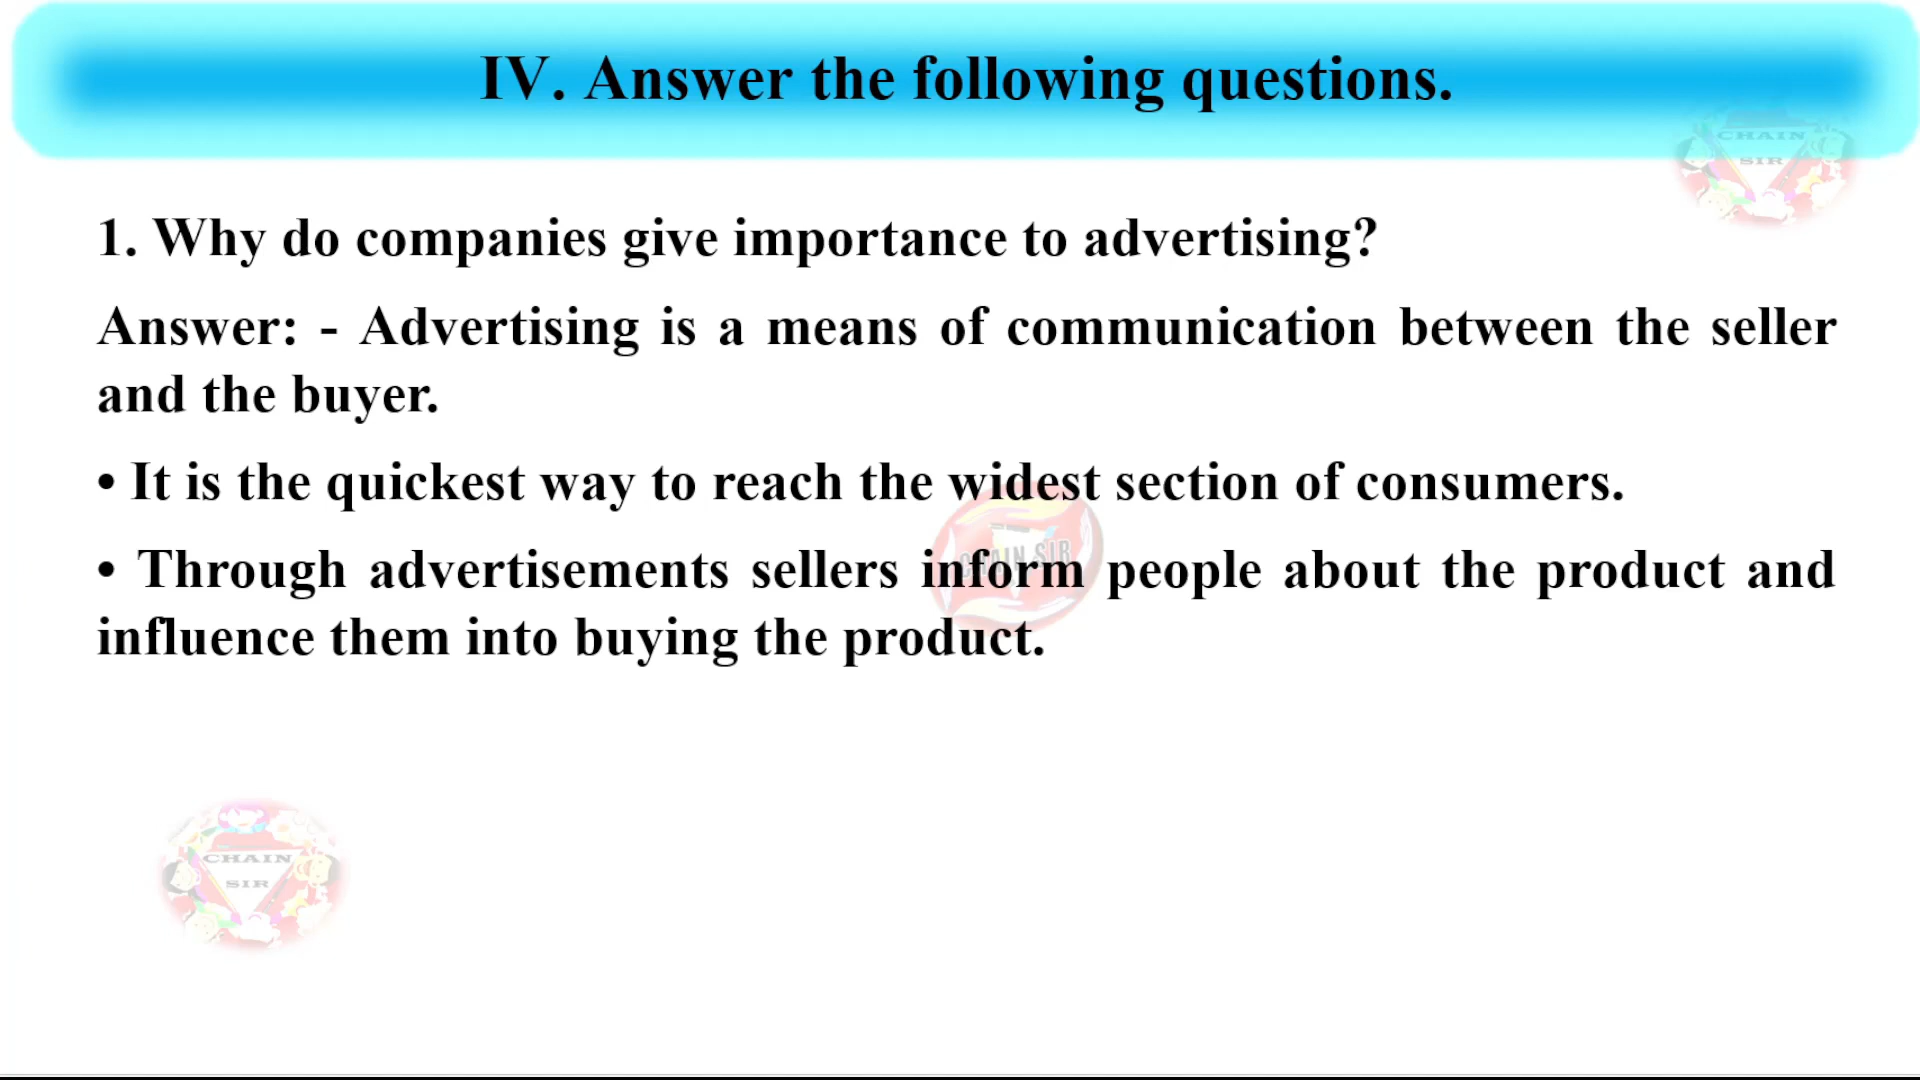 IV. Answer the following questions.
CHAIN
SIR
1. Why do companies give importance to advertising?
Answer: - Advertising is a means of communication between the seller
and the buyer.
• It is the quickest way to reach the widest section of consumers.
CHAIN SIR
• Through advertisements sellers inform people about the product and
influence them into buying the product.
CHAIN
SIR